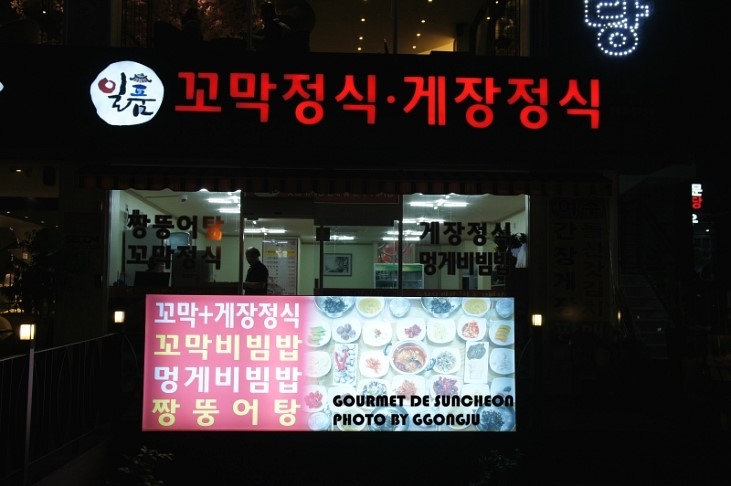 랑
일품 꼬막정식·게장정식
문
짱뚱어탕 게장정식
꼬막정식 멍게비빔밥
꼬막+게장정식
꼬막비빔밥
멍게비빔밥
짱뚱어탕
GOURMET DE SUNCHEON
PHOTO BY GGONGJU